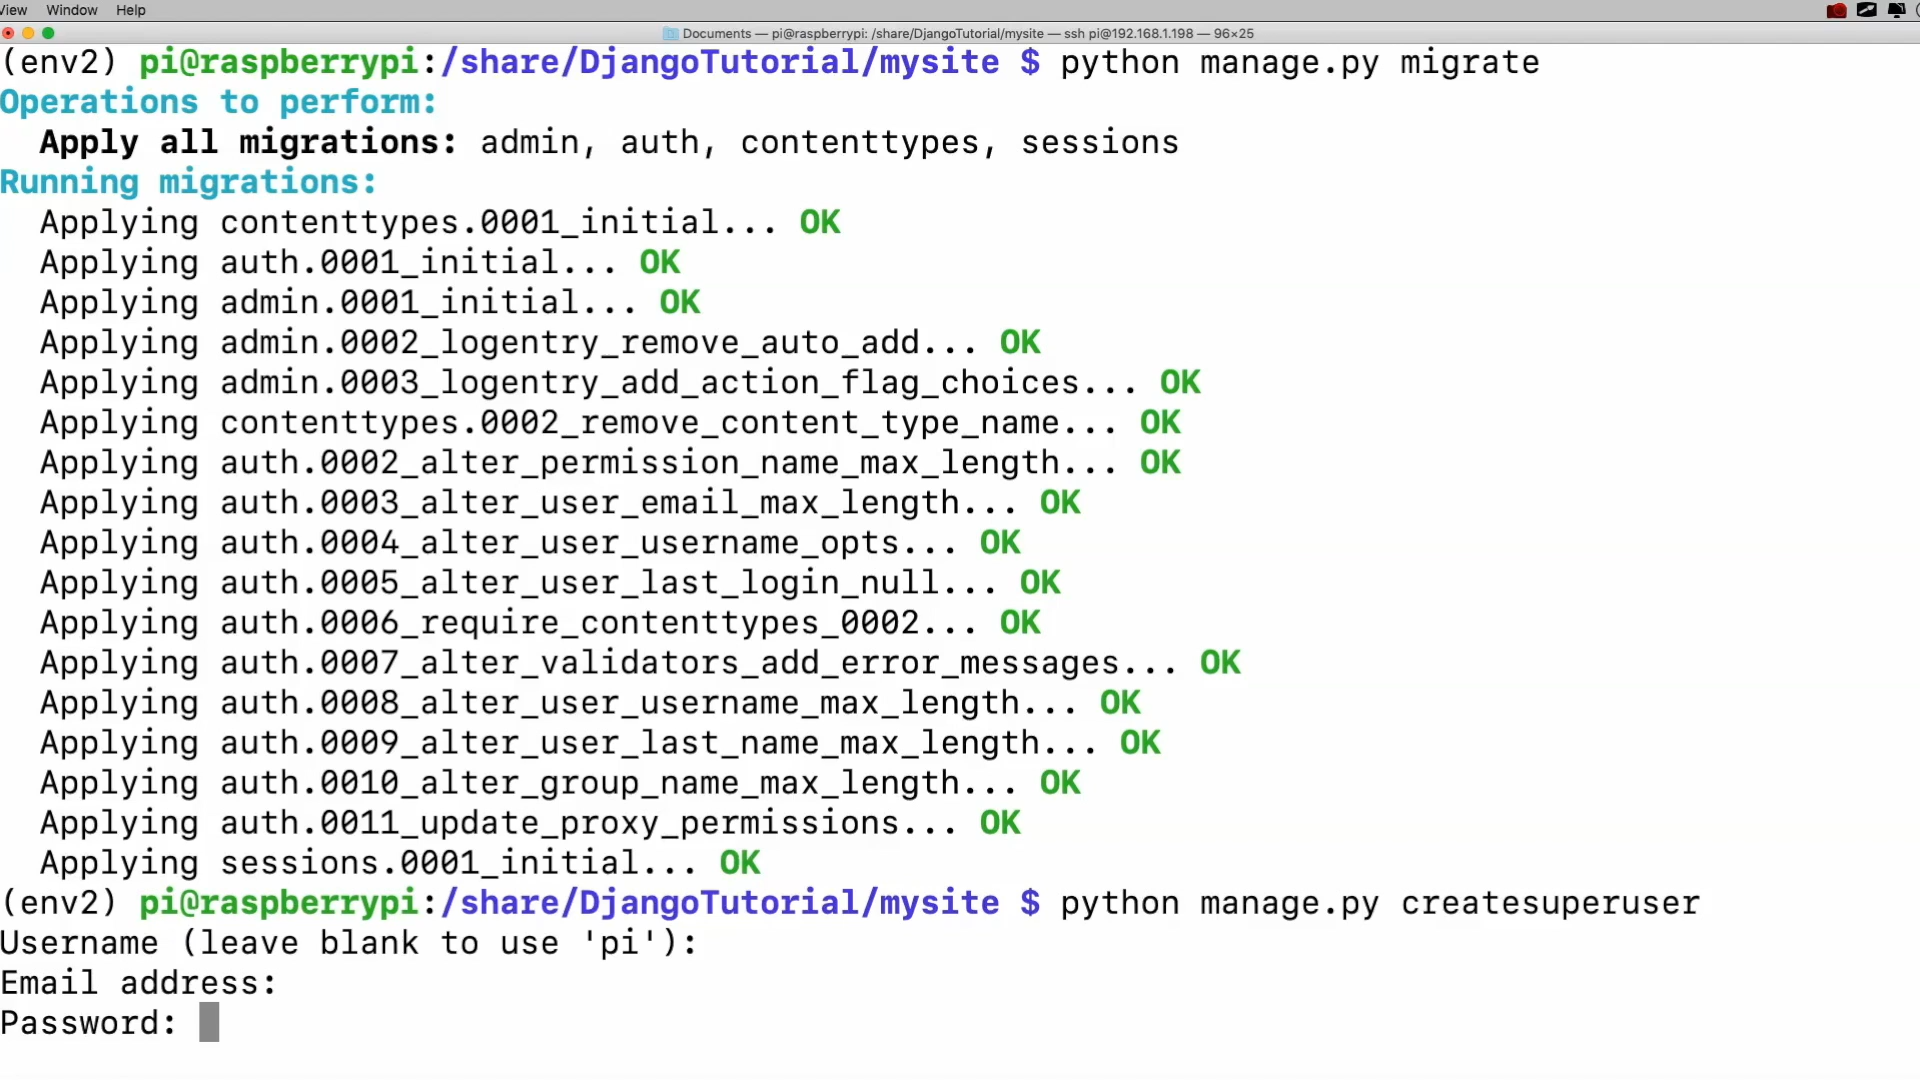 View Window Help
Documents — pi@raspberrypi: /share/DjangoTutorial/mysite — ssh pi@192.168.1.198 — 96×25
(env2) pi@raspberrypi:/share/DjangoTutorial/mysite $ python manage.py migrate
Operations to perform:
  Apply all migrations: admin, auth, contenttypes, sessions
Running migrations:
  Applying contenttypes.0001_initial... OK
  Applying auth.0001_initial... OK
  Applying admin.0001_initial... OK
  Applying admin.0002_logentry_remove_auto_add... OK
  Applying admin.0003_logentry_add_action_flag_choices... OK
  Applying contenttypes.0002_remove_content_type_name... OK
  Applying auth.0002_alter_permission_name_max_length... OK
  Applying auth.0003_alter_user_email_max_length... OK
  Applying auth.0004_alter_user_username_opts... OK
  Applying auth.0005_alter_user_last_login_null... OK
  Applying auth.0006_require_contenttypes_0002... OK
  Applying auth.0007_alter_validators_add_error_messages... OK
  Applying auth.0008_alter_user_username_max_length... OK
  Applying auth.0009_alter_user_last_name_max_length... OK
  Applying auth.0010_alter_group_name_max_length... OK
  Applying auth.0011_update_proxy_permissions... OK
  Applying sessions.0001_initial... OK
(env2) pi@raspberrypi:/share/DjangoTutorial/mysite $ python manage.py createsuperuser
Username (leave blank to use 'pi'):
Email address:
Password: